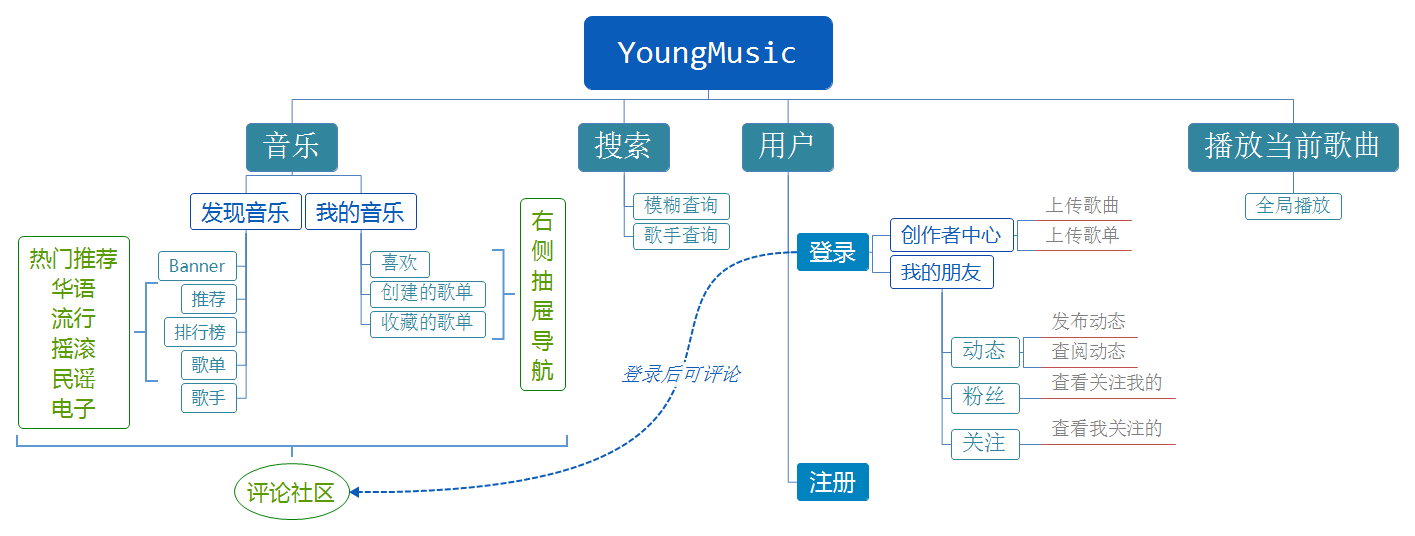 YoungMusic
音乐
搜索
用户
播放当前歌曲
发现音乐
我的音乐
模糊查询
歌手查询
全局播放
热门推荐
华语
流行
摇滚
民谣
电子
Banner
推荐
排行榜
歌单
歌手
喜欢
创建的歌单
收藏的歌单
右
侧
抽
屉
导
航
登录
创作者中心
上传歌曲
上传歌单
我的朋友
动态
发布动态
查阅动态
粉丝
查看关注我的
关注
查看我关注的
登录后可评论
注册
评论社区